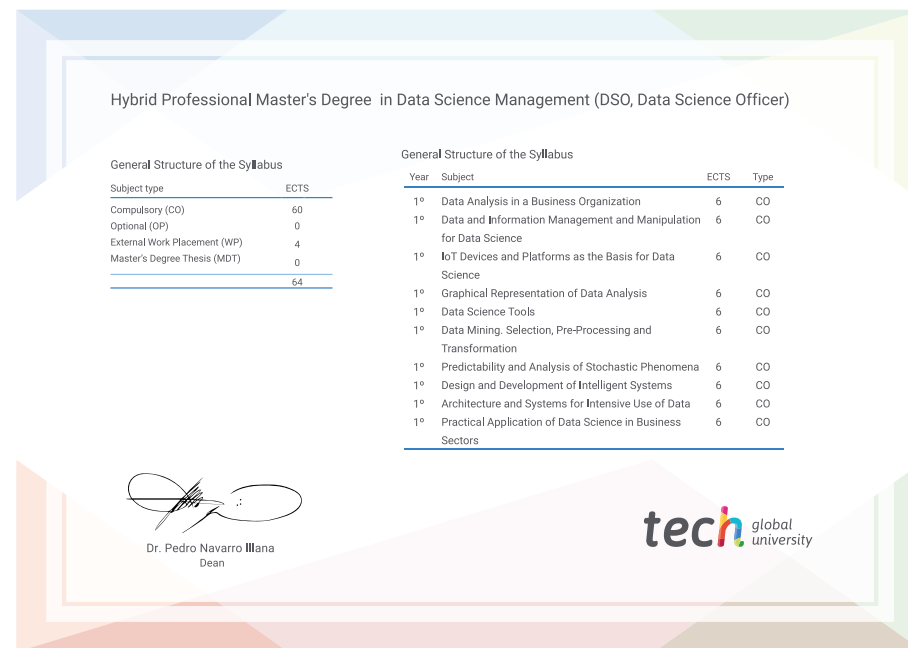 Hybrid Professional Master's Degree in Data Science Management (DSO, Data Science Officer)
General Structure of the Syllabus
Subject type ECTS
Compulsory (CO) 60
Optional (OP) 0
External Work Placement (WP) 4
Master's Degree Thesis (MDT) 0
64
General Structure of the Syllabus
Year Subject ECTS Type
1º Data Analysis in a Business Organization 6 CO
1º Data and Information Management and Manipulation 6 CO
for Data Science
1º IoT Devices and Platforms as the Basis for Data 6 CO
Science
1º Graphical Representation of Data Analysis 6 CO
1º Data Science Tools 6 CO
1º Data Mining. Selection, Pre-Processing and 6 CO
Transformation
1º Predictability and Analysis of Stochastic Phenomena 6 CO
1º Design and Development of Intelligent Systems 6 CO
1º Architecture and Systems for Intensive Use of Data 6 CO
1º Practical Application of Data Science in Business 6 CO
Sectors
Dr. Pedro Navarro Illana
Dean
tech global
university